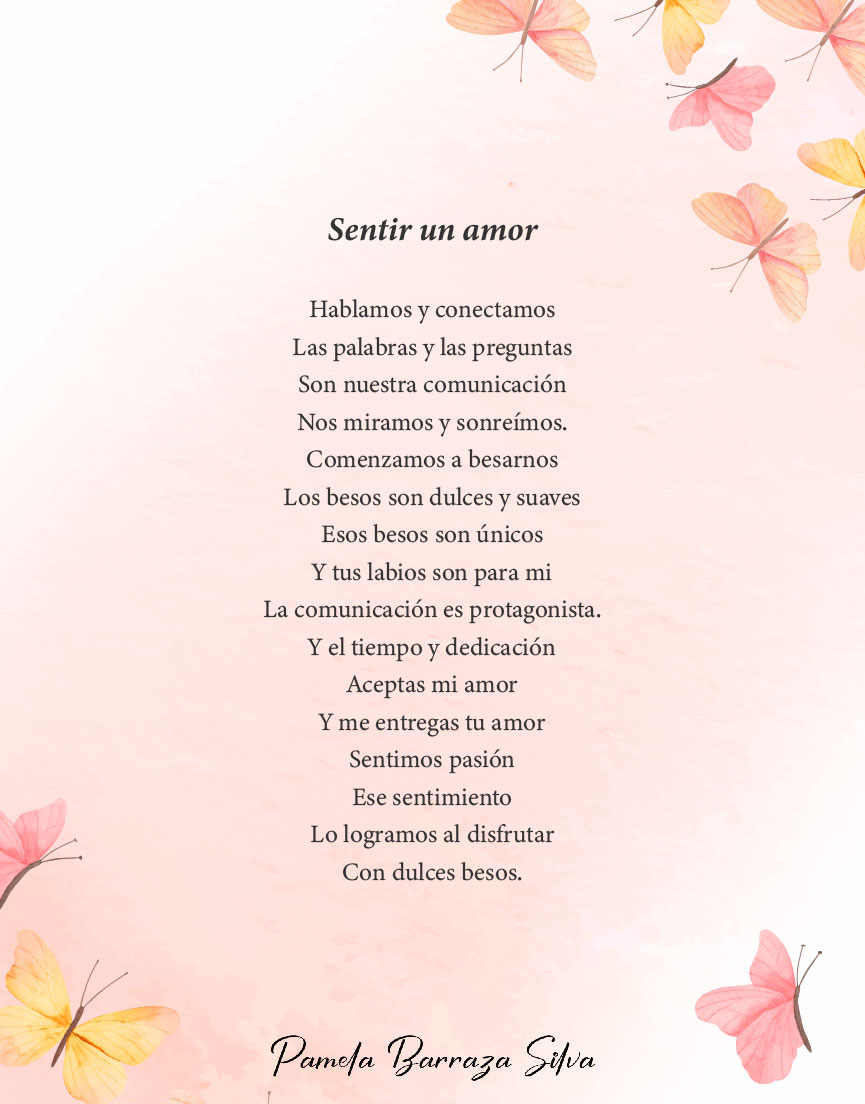 Sentir un amor
Hablamos y conectamos
Las palabras y las preguntas
Son nuestra comunicación
Nos miramos y sonreímos.
Comenzamos a besarnos
Los besos son dulces y suaves
Esos besos son únicos
Y tus labios son para mi
La comunicación es protagonista.
Y el tiempo y dedicación
Aceptas mi amor
Y me entregas tu amor
Sentimos pasión
Ese sentimiento
Lo logramos al disfrutar
Con dulces besos.
Pamela Barraza Silva